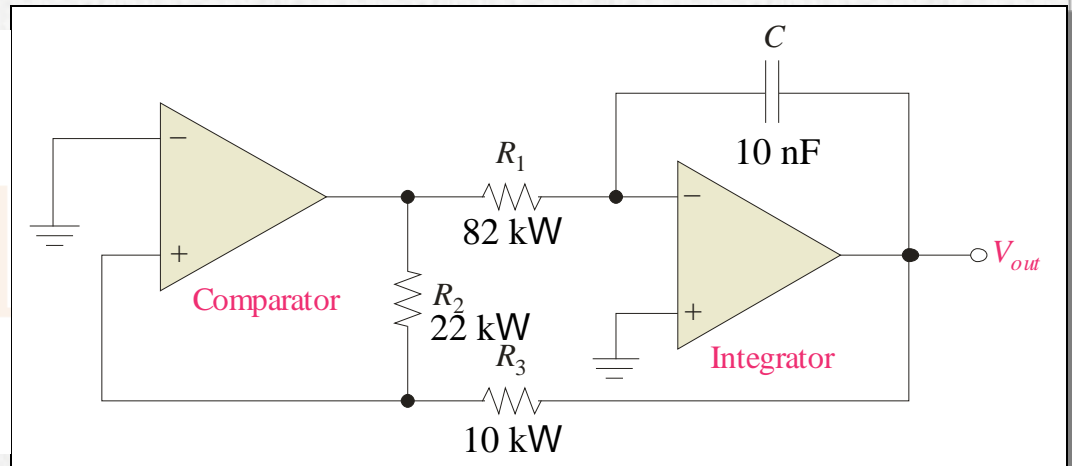 C
10 nF
R1
82 kW
−
+
Comparator
R2
22 kW
−
+
Integrator
Vout
R3
10 kW